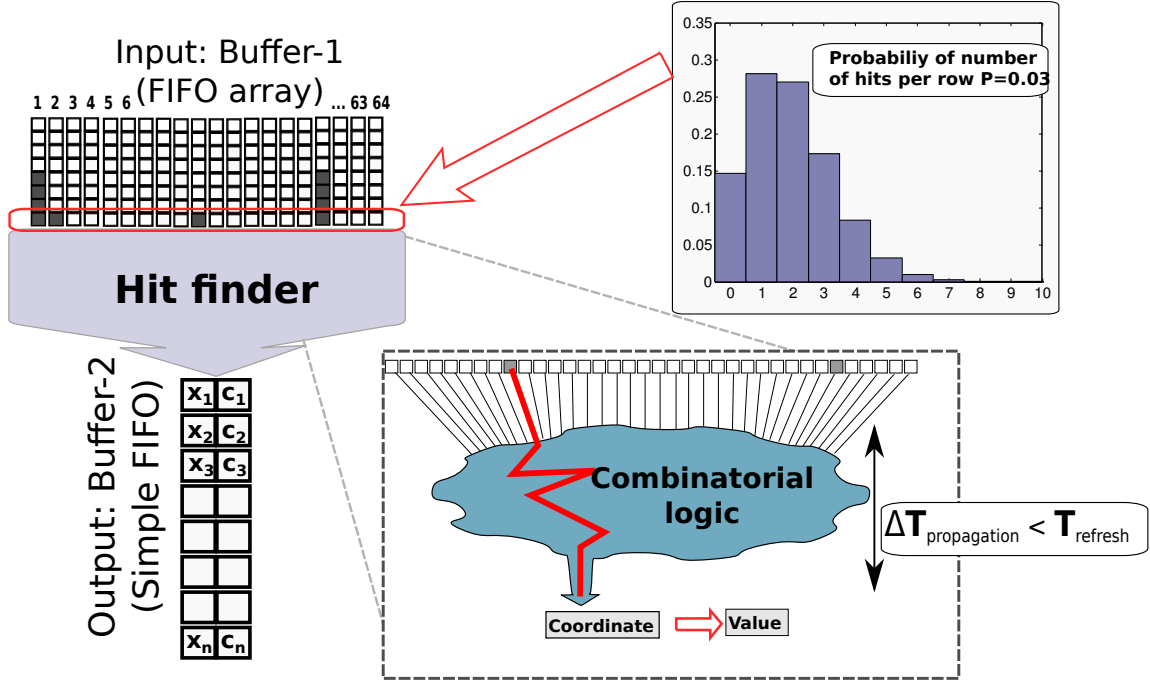 Input: Buffer-1
(FIFO array)
1 2 3 4 5 6 ... 63 64
Hit finder
Output: Buffer-2
(Simple FIFO)
x1 c1
x2 c2
x3 c3
xn cn
0.35
0.3
0.25
0.2
0.15
0.1
0.05
0
0 1 2 3 4 5 6 7 8 9 10
Probabiliy of number
of hits per row P=0.03
Combinatorial
logic
ΔTpropagation < Trefresh
Coordinate
Value